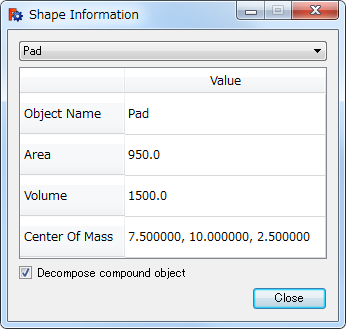 Shape Information
Pad
Value
Object Name Pad
Area 950.0
Volume 1500.0
Center Of Mass 7.500000, 10.000000, 2.500000
Decompose compound object
Close